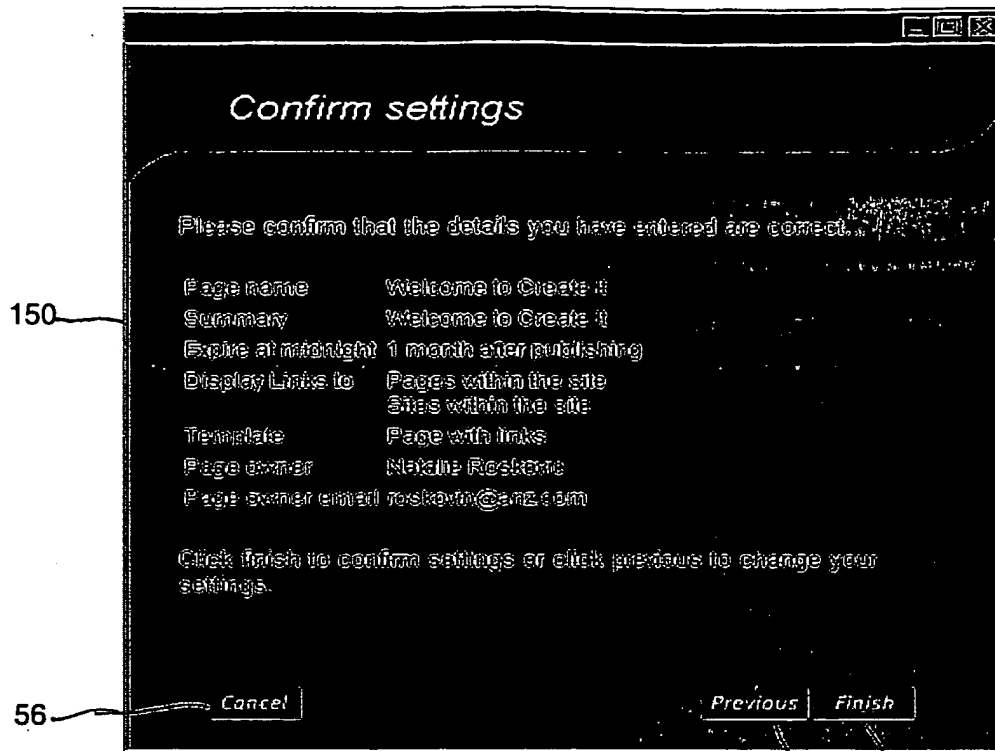 Confirm settings
Please confirm that the details you have entered are correct...
Page name Welcome to Create It
Summary Welcome to Create It
Expire at midnight 1 month after publishing
150
Display Links to Pages within the site
Sites within the site
Template Page with links
Page owner Natalie
Page owner email
Click finish to confirm settings or click previous to change your
settings.
56 Cancel Previous Finish